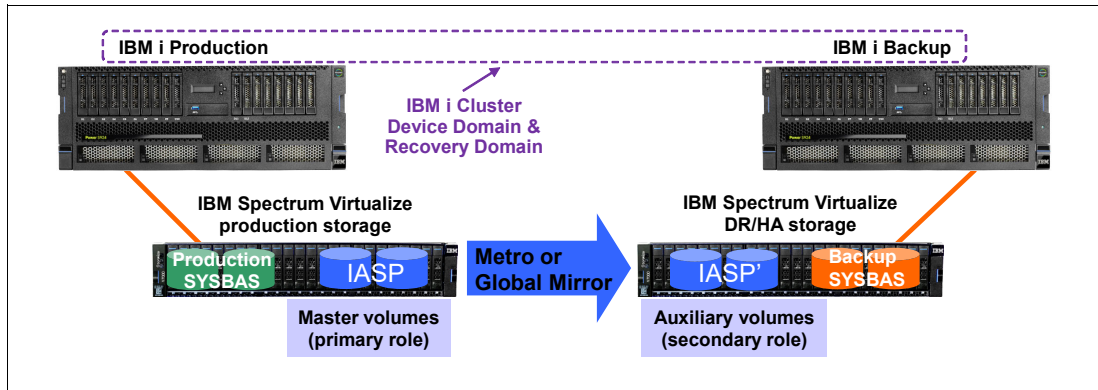 IBM i Production
IBM i Backup
IBM i Cluster
Device Domain &
Recovery Domain
IBM Spectrum Virtualize
production storage
IBM Spectrum Virtualize
DR/HA storage
Production
SYSBAS
IASP
Metro or
Global Mirror
IASP'
Backup
SYSBAS
Master volumes
(primary role)
Auxiliary volumes
(secondary role)